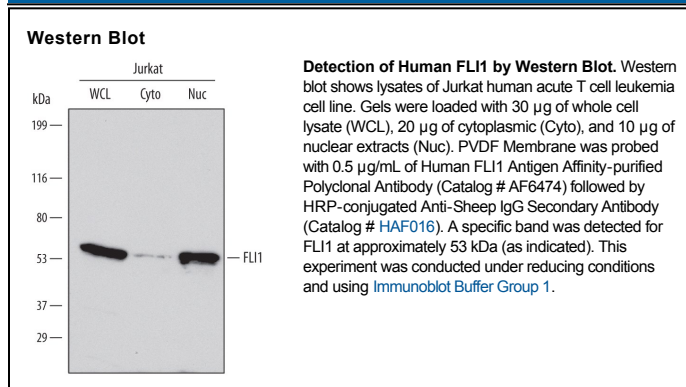 Western Blot
Jurkat
kDa WCL Cyto Nuc
199
116
80
53
FLI1
37
29
Detection of Human FLI1 by Western Blot. Western
blot shows lysates of Jurkat human acute T cell leukemia
cell line. Gels were loaded with 30 µg of whole cell
lysate (WCL), 20 µg of cytoplasmic (Cyto), and 10 µg of
nuclear extracts (Nuc). PVDF Membrane was probed
with 0.5 µg/mL of Human FLI1 Antigen Affinity-purified
Polyclonal Antibody (Catalog # AF6474) followed by
HRP-conjugated Anti-Sheep IgG Secondary Antibody
(Catalog # HAF016). A specific band was detected for
FLI1 at approximately 53 kDa (as indicated). This
experiment was conducted under reducing conditions
and using Immunoblot Buffer Group 1.